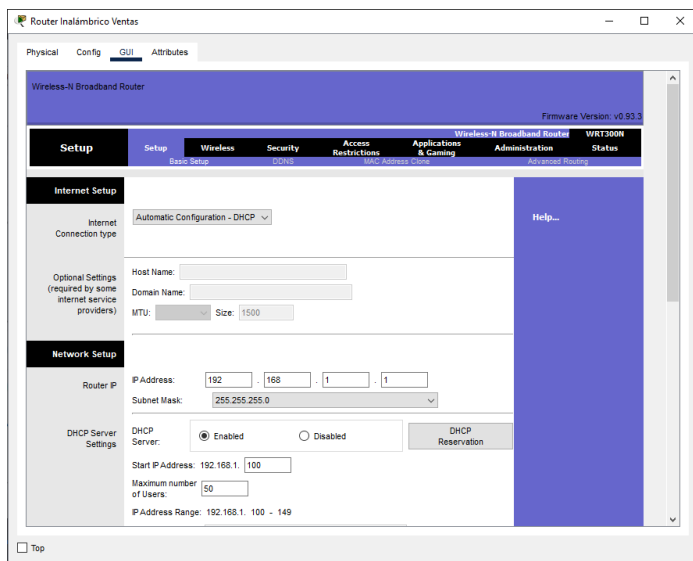 Router Inalámbrico Ventas
Physical Config GUI Attributes
Wireless-N Broadband Router
Firmware Version: v0.93.3
Wireless-N Broadband Router WRT300N
Setup
Setup Wireless Security Access Restrictions Applications & Gaming Administration Status
Basic Setup DDNS MAC Address Clone Advanced Routing
Internet Setup
Internet Connection type
Automatic Configuration - DHCP
Help...
Optional Settings (required by some internet service providers)
Host Name:
Domain Name:
MTU: Size: 1500
Network Setup
Router IP
IP Address: 192 . 168 . 1 . 1
Subnet Mask: 255.255.255.0
DHCP Server Settings
DHCP Server: Enabled Disabled DHCP Reservation
Start IP Address: 192.168.1. 100
Maximum number of Users: 50
IP Address Range: 192.168.1. 100 - 149
Top